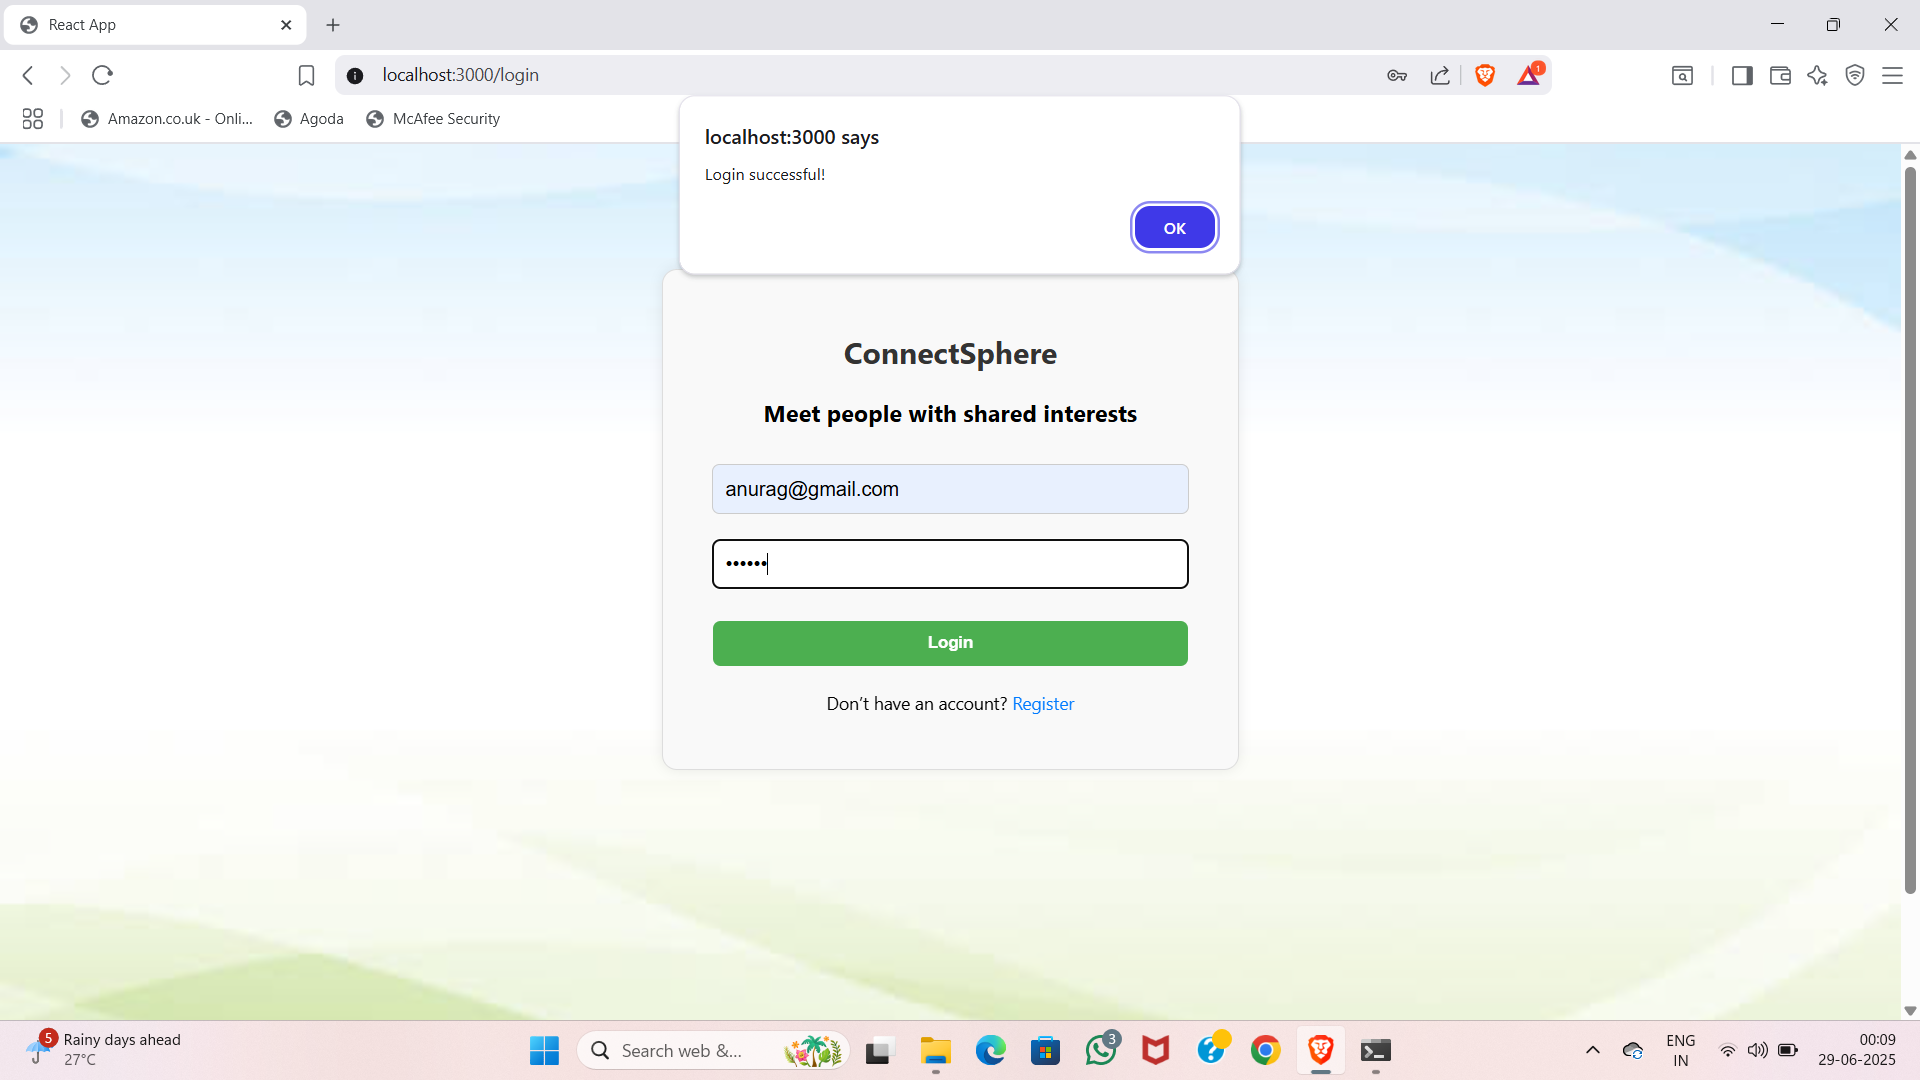 React App
localhost:3000/login
1
Amazon.co.uk - Onli...
Agoda
McAfee Security
localhost:3000 says
Login successful!
OK
ConnectSphere
Meet people with shared interests
anurag@gmail.com
••••••
Login
Don’t have an account? Register
5
Rainy days ahead
27°C
Search web &...
3
ENG
IN
00:09
29-06-2025